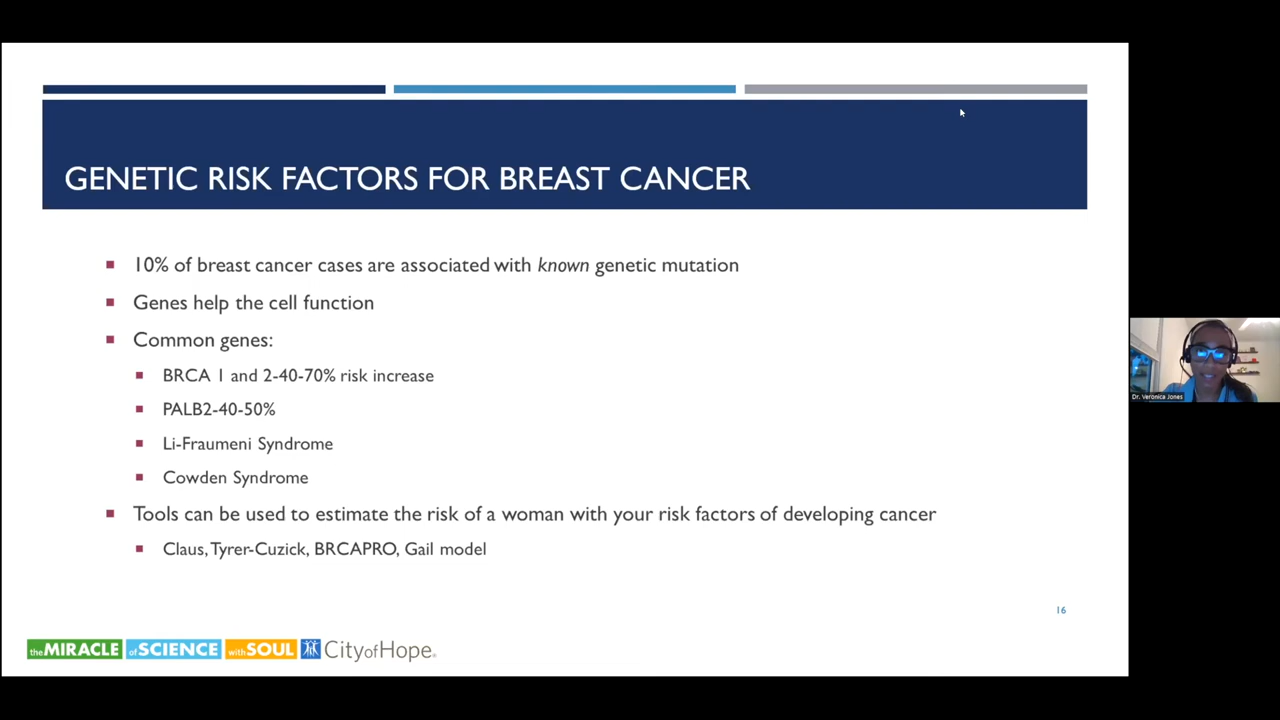 GENETIC RISK FACTORS FOR BREAST CANCER
10% of breast cancer cases are associated with known genetic mutation
Genes help the cell function
Common genes:
BRCA 1 and 2-40-70% risk increase
PALB2-40-50%
Li-Fraumeni Syndrome
Cowden Syndrome
Tools can be used to estimate the risk of a woman with your risk factors of developing cancer
Claus, Tyrer-Cuzick, BRCAPRO, Gail model
16
the MIRACLE of SCIENCE with SOUL City of Hope®
Dr. Veronica Jones